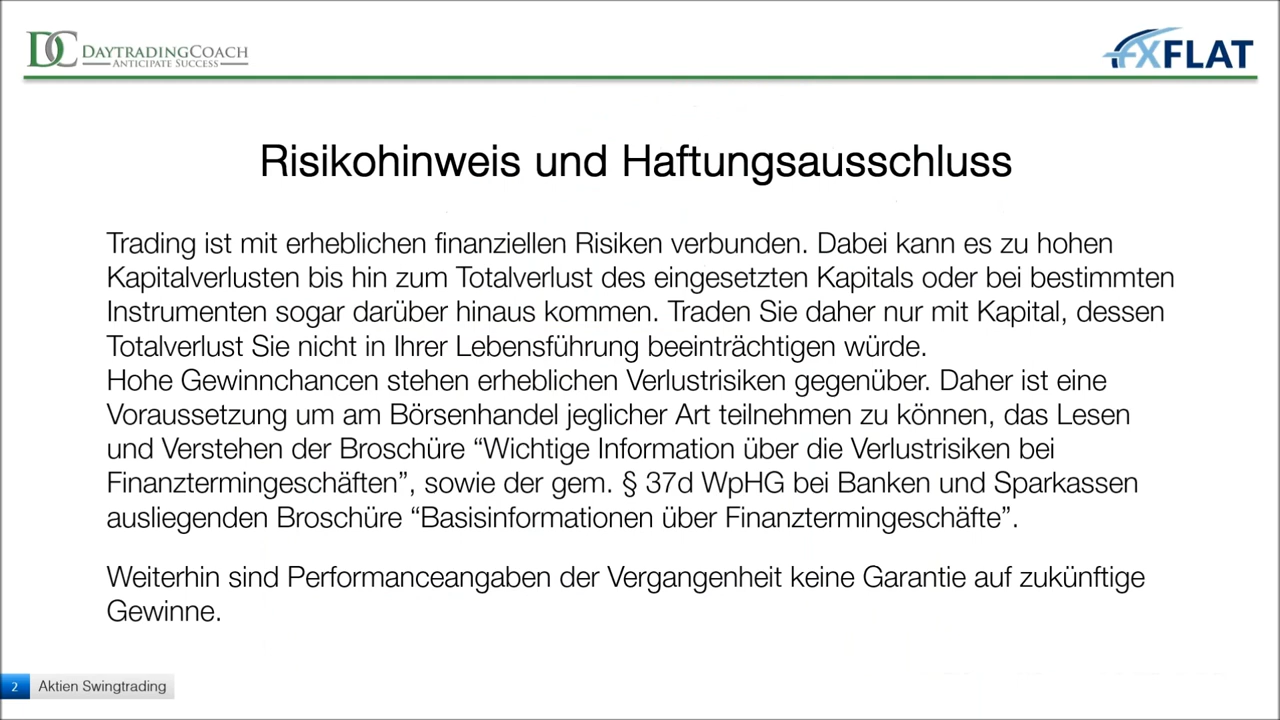 DC DAYTRADINGCOACH
ANTICIPATE SUCCESS
FXFLAT
Risikohinweis und Haftungsausschluss
Trading ist mit erheblichen finanziellen Risiken verbunden. Dabei kann es zu hohen
Kapitalverlusten bis hin zum Totalverlust des eingesetzten Kapitals oder bei bestimmten
Instrumenten sogar darüber hinaus kommen. Traden Sie daher nur mit Kapital, dessen
Totalverlust Sie nicht in Ihrer Lebensführung beeinträchtigen würde.
Hohe Gewinnchancen stehen erheblichen Verlustrisiken gegenüber. Daher ist eine
Voraussetzung um am Börsenhandel jeglicher Art teilnehmen zu können, das Lesen
und Verstehen der Broschüre “Wichtige Information über die Verlustrisiken bei
Finanztermingeschäften”, sowie der gem. § 37d WpHG bei Banken und Sparkassen
ausliegenden Broschüre “Basisinformationen über Finanztermingeschäfte”.
Weiterhin sind Performanceangaben der Vergangenheit keine Garantie auf zukünftige
Gewinne.
2 Aktien Swingtrading